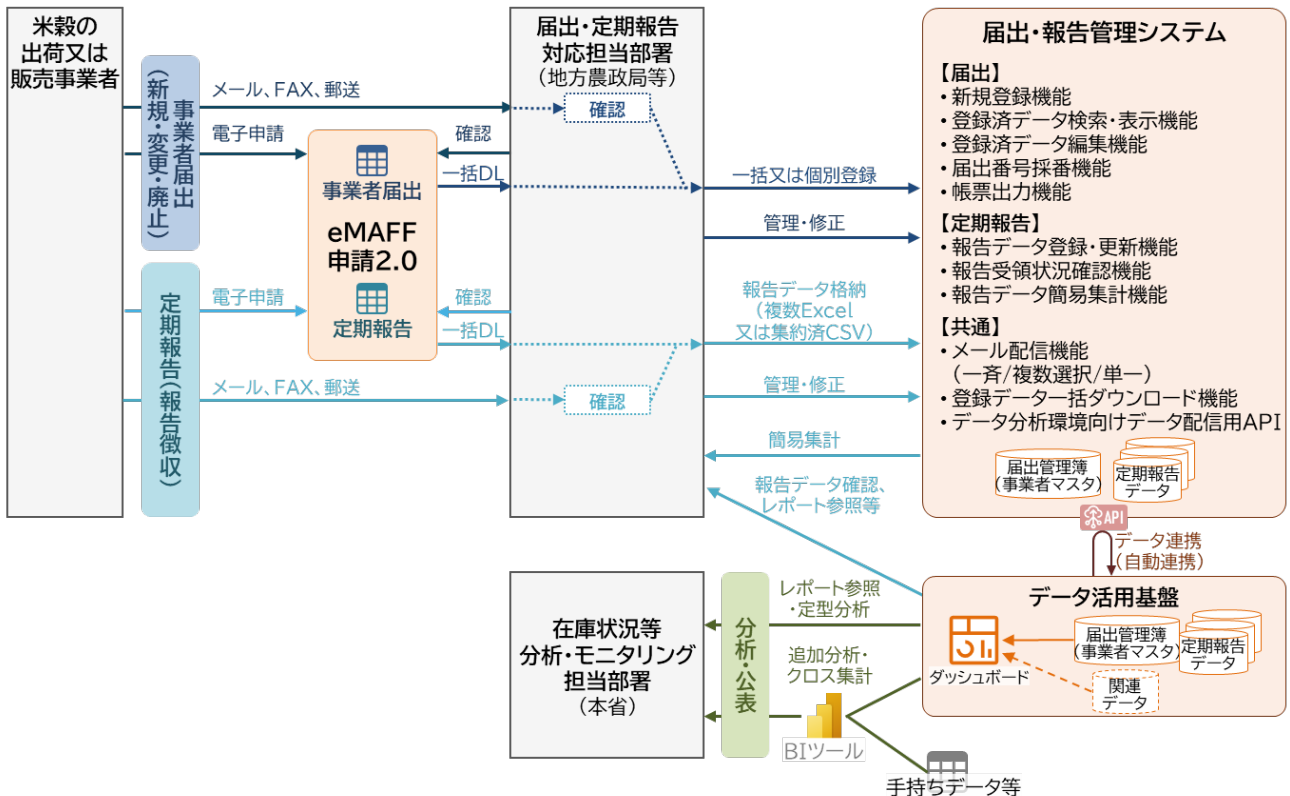 米穀の
出荷又は
販売事業者
事業者届出
(新規・変更・廃止)
定期報告(報告徴収)
メール、FAX、郵送
電子申請
事業者届出
eMAFF
申請2.0
定期報告
電子申請
メール、FAX、郵送
確認
一括DL
確認
一括DL
届出・定期報告
対応担当部署
(地方農政局等)
確認
確認
一括又は個別登録
管理・修正
報告データ格納
(複数Excel
又は集約済CSV)
管理・修正
簡易集計
報告データ確認、
レポート参照等
届出・報告管理システム
【届出】
・新規登録機能
・登録済データ検索・表示機能
・登録済データ編集機能
・届出番号採番機能
・帳票出力機能
【定期報告】
・報告データ登録・更新機能
・報告受領状況確認機能
・報告データ簡易集計機能
【共通】
・メール配信機能
(一斉/複数選択/単一)
・登録データ一括ダウンロード機能
・データ分析環境向けデータ配信用API
届出管理簿
(事業者マスタ)
定期報告
データ
API
データ連携
(自動連携)
データ活用基盤
ダッシュボード
届出管理簿
(事業者マスタ)
定期報告
データ
関連
データ
在庫状況等
分析・モニタリング
担当部署
(本省)
分析・公表
レポート参照
・定型分析
追加分析・
クロス集計
BIツール
手持ちデータ等